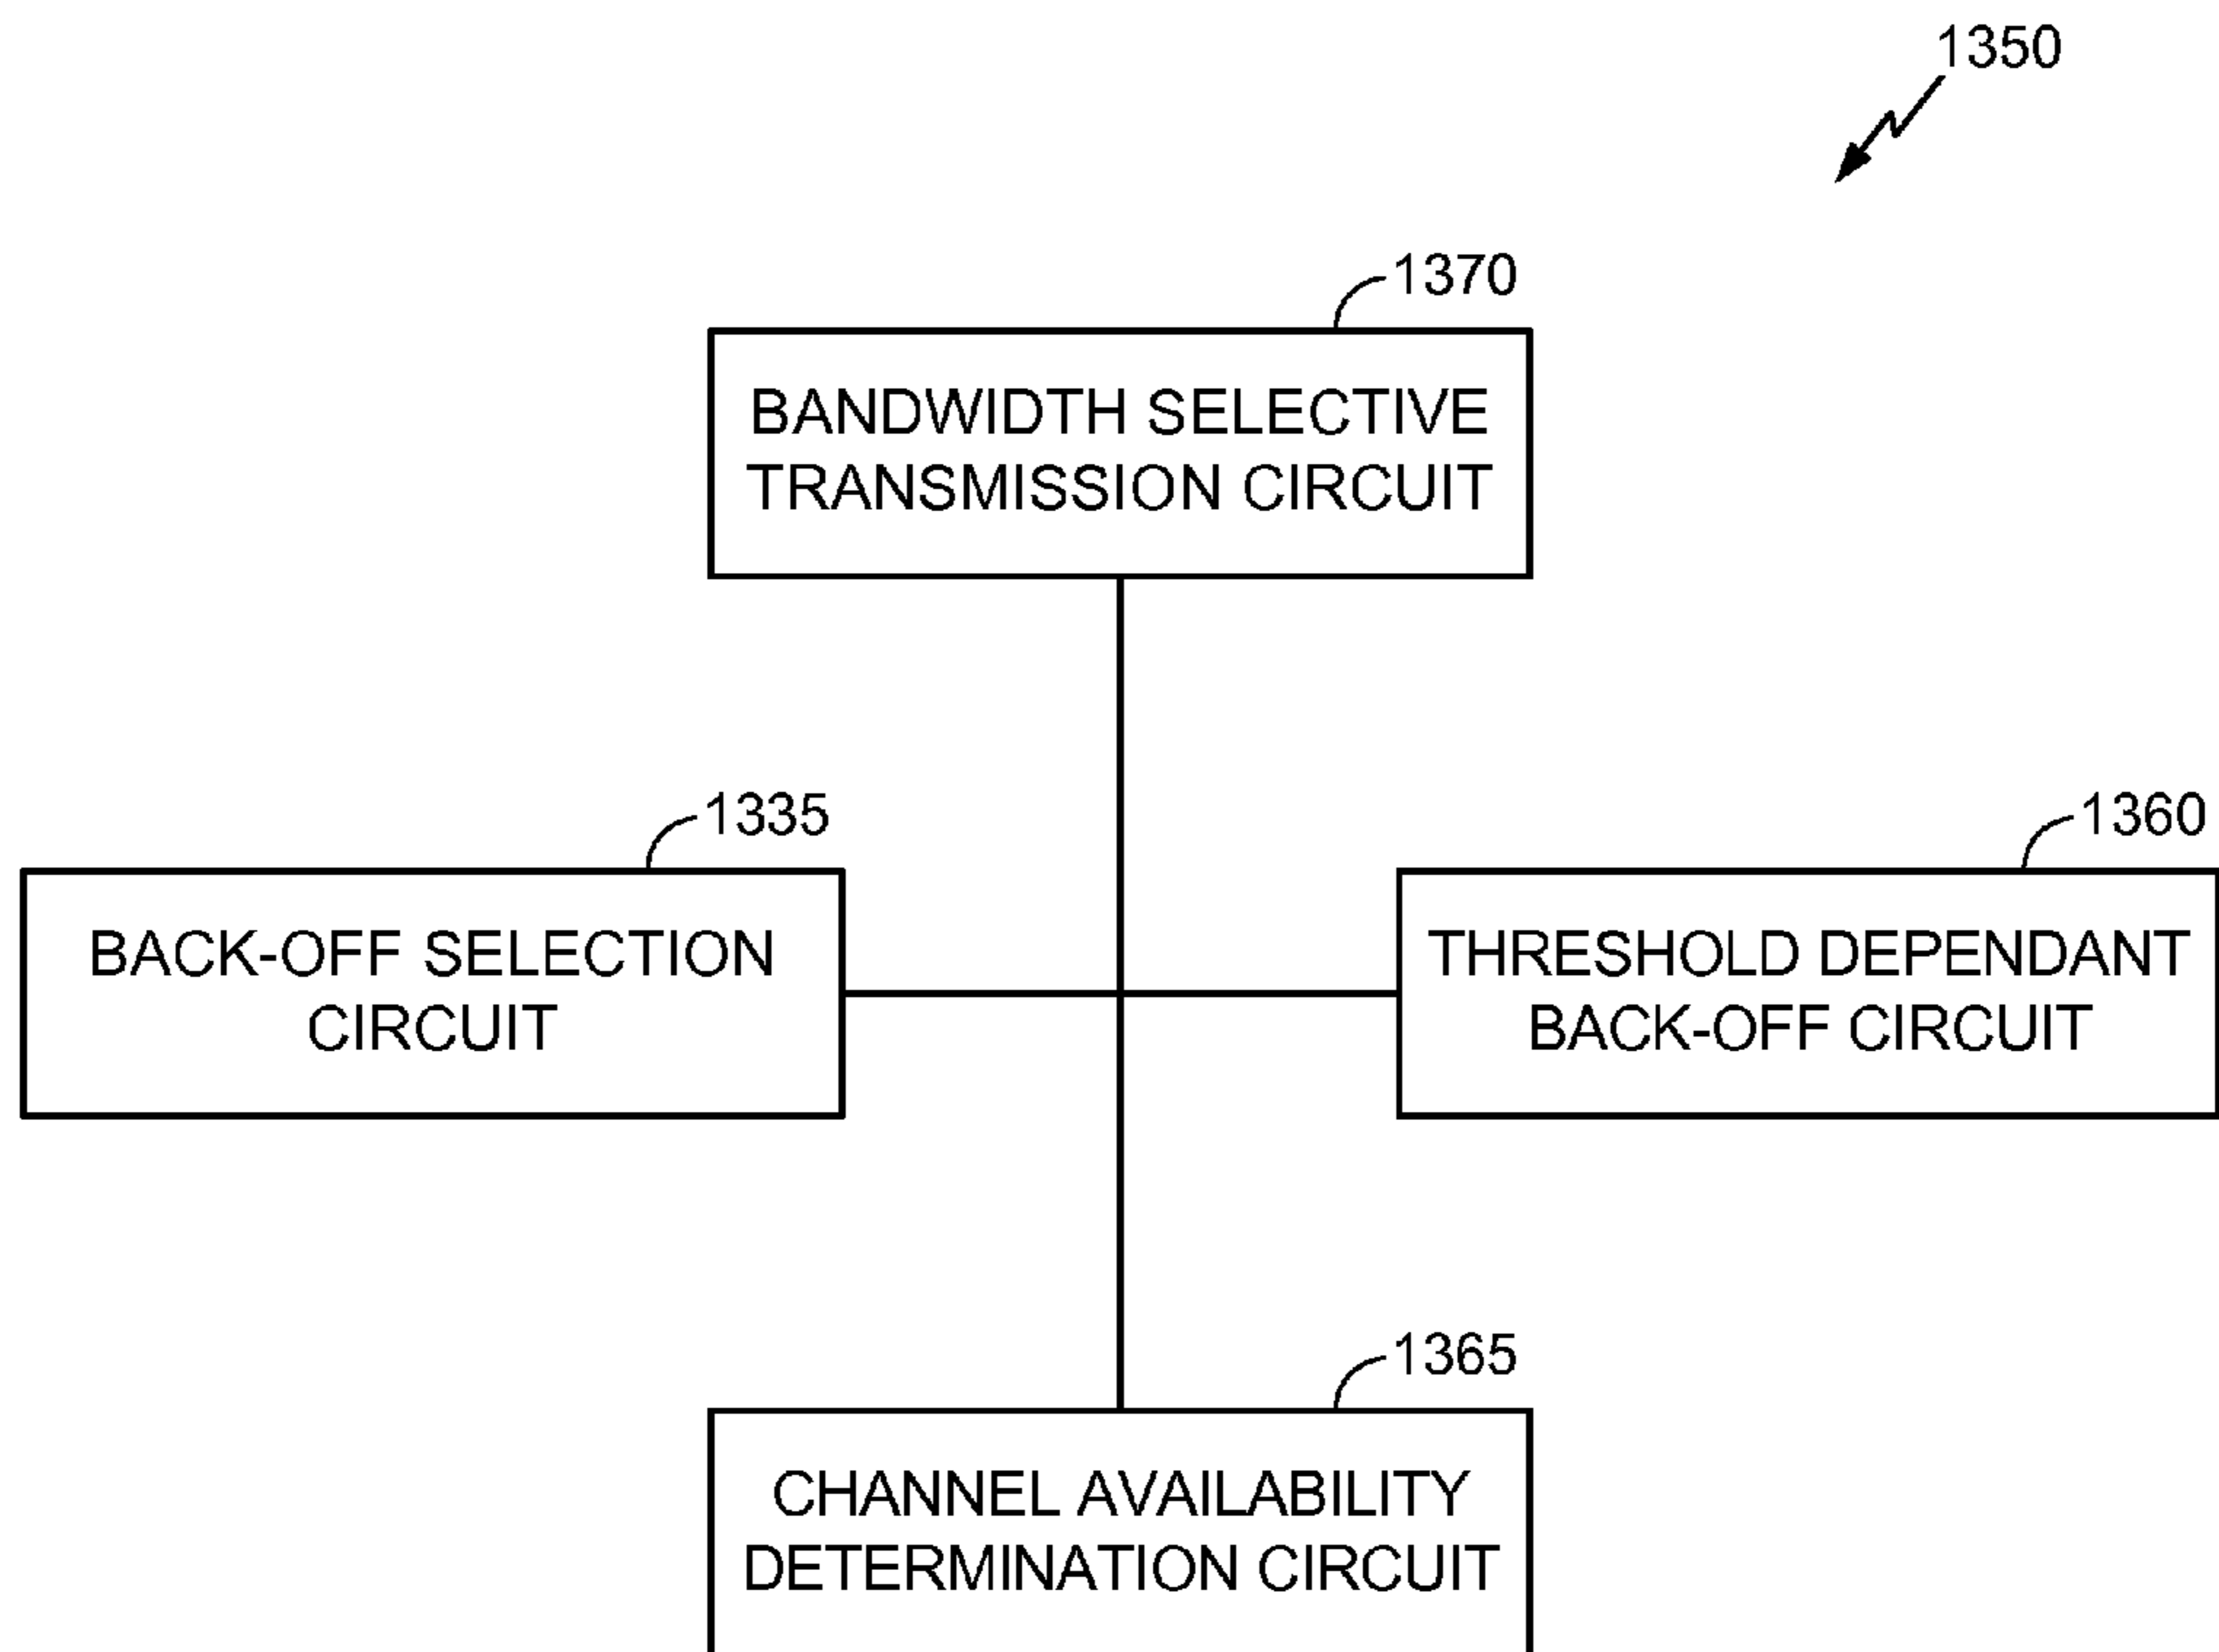 1350
1370
BANDWIDTH SELECTIVE
TRANSMISSION CIRCUIT
1335
BACK-OFF SELECTION
CIRCUIT
1360
THRESHOLD DEPENDANT
BACK-OFF CIRCUIT
1365
CHANNEL AVAILABILITY
DETERMINATION CIRCUIT